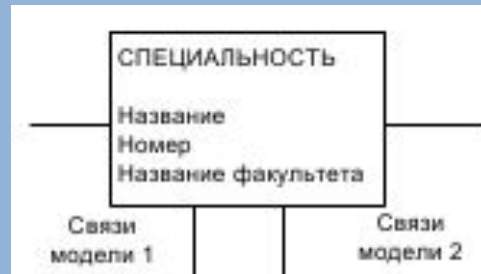 СПЕЦИАЛЬНОСТЬ
Название
Номер
Название факультета
Связи
модели 1
Связи
модели 2